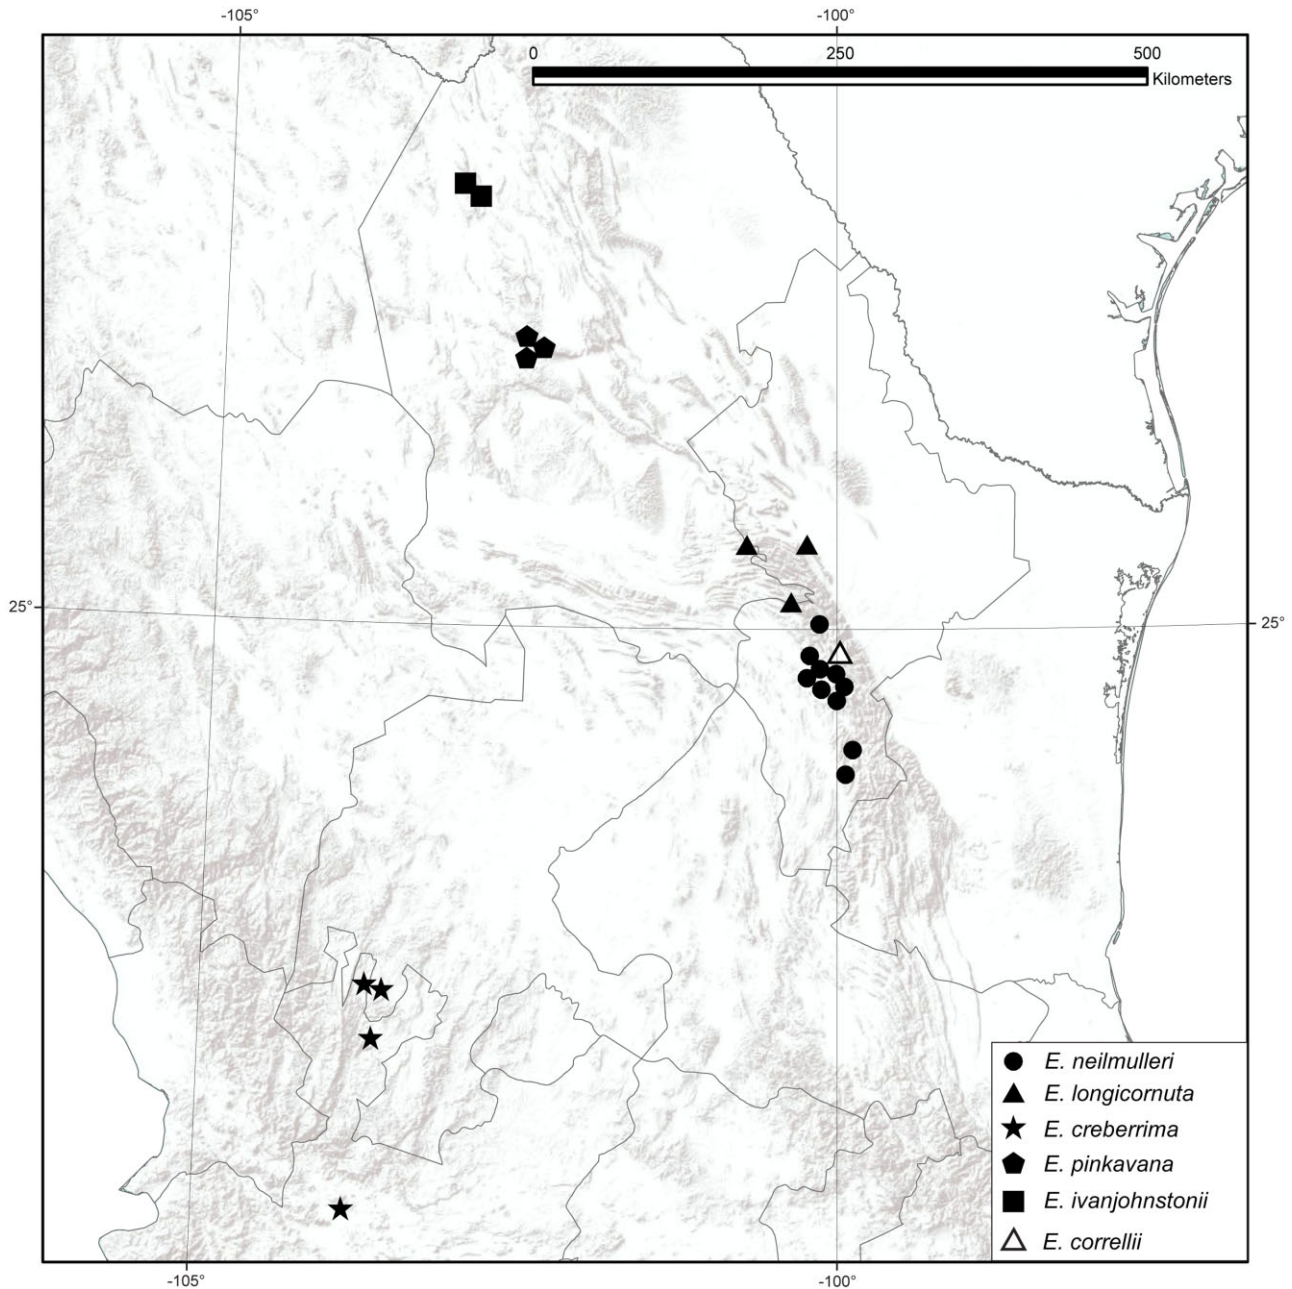 -105° -100°
0 250 500
Kilometers
25° 25°
E. neilmulleri
E. longicornuta
E. creberrima
E. pinkavana
E. ivanjohnstonii
E. correllii
-105° -100°